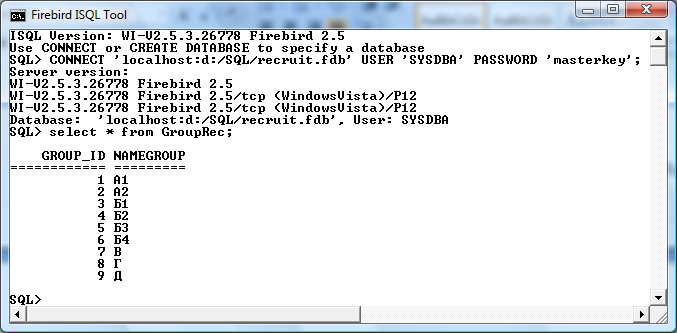 Firebird ISQL Tool
ISQL Version: WI-V2.5.3.26778 Firebird 2.5
Use CONNECT or CREATE DATABASE to specify a database
SQL> CONNECT 'localhost:d:/SQL/recruit.fdb' USER 'SYSDBA' PASSWORD 'masterkey';
Server version:
WI-V2.5.3.26778 Firebird 2.5
WI-V2.5.3.26778 Firebird 2.5/tcp (WindowsVista)/P12
WI-V2.5.3.26778 Firebird 2.5/tcp (WindowsVista)/P12
Database:  'localhost:d:/SQL/recruit.fdb', User: SYSDBA
SQL> select * from GroupRec;
    GROUP_ID NAMEGROUP
============ =========
           1 А1
           2 А2
           3 Б1
           4 Б2
           5 Б3
           6 Б4
           7 В
           8 Г
           9 Д
SQL>